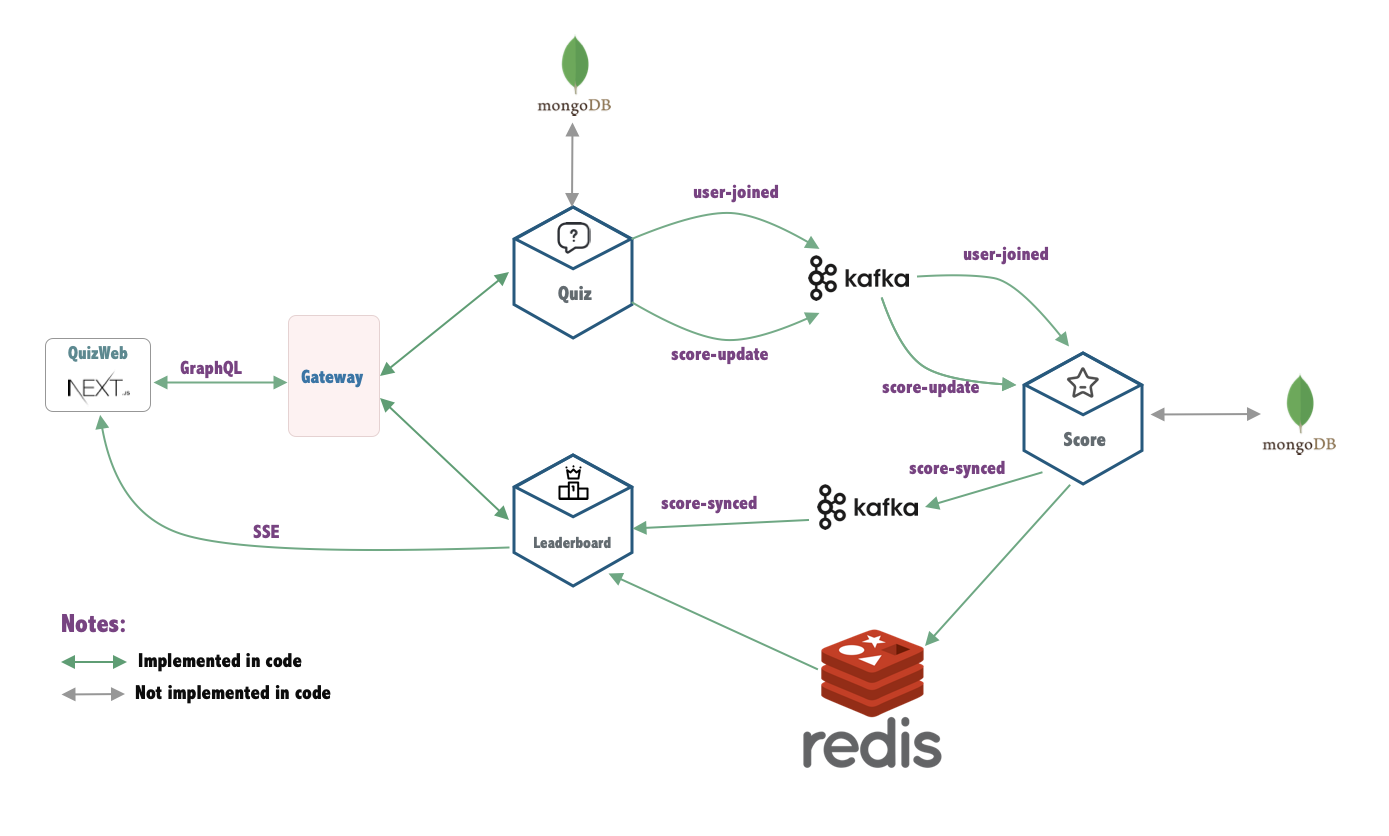 mongoDB
user-joined
?
Quiz
kafka
user-joined
score-update
QuizWeb
NEXT.JS
GraphQL
Gateway
score-update
Score
mongoDB
score-synced
score-synced
kafka
1
Leaderboard
SSE
Notes:
Implemented in code
Not implemented in code
redis